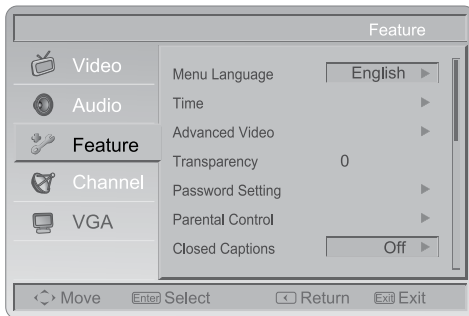 Feature
Video
Audio
Feature
Channel
VGA
Menu Language English
Time
Advanced Video
Transparency 0
Password Setting
Parental Control
Closed Captions Off
Move Enter Select Return Exit Exit